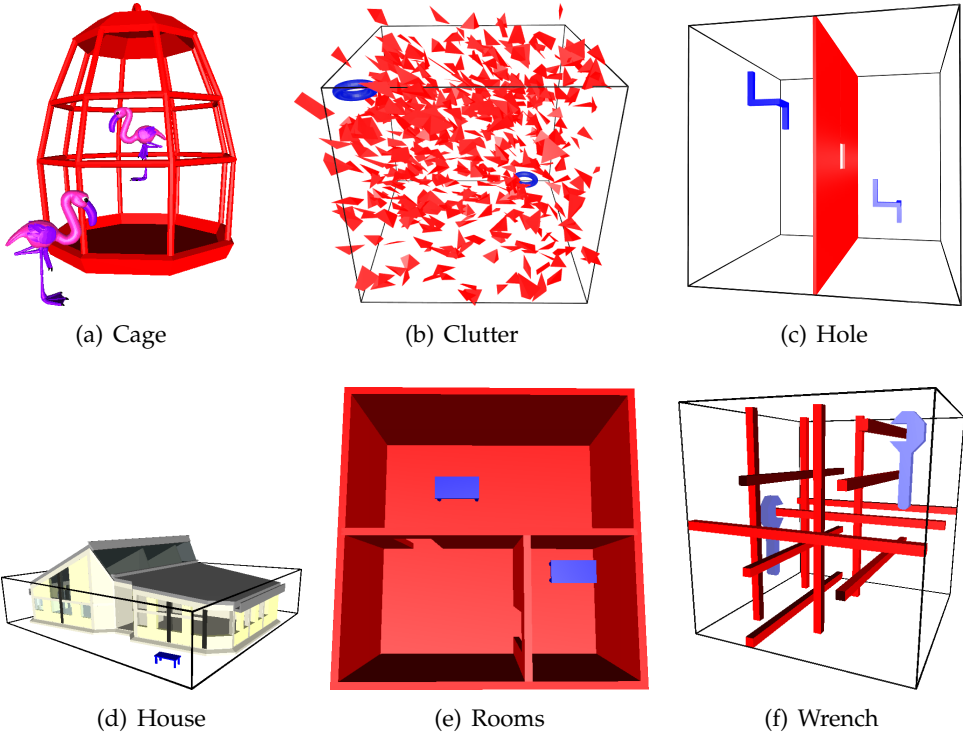 (a) Cage
(b) Clutter
(c) Hole
(d) House
(e) Rooms
(f) Wrench